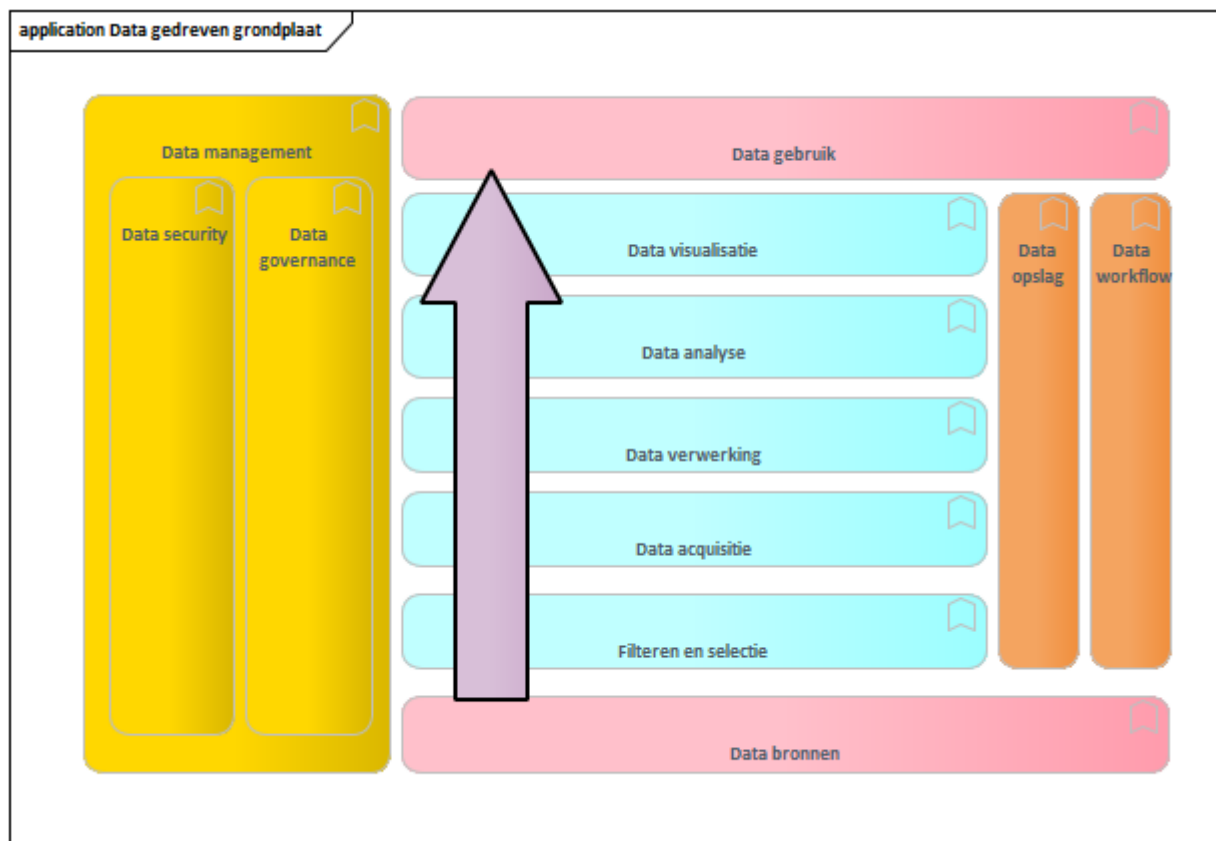 application Data gedreven grondplaat
Data management
Data gebruik
Data security
Data
governance
Data visualisatie
Data
opslag
Data
workflow
Data analyse
Data verwerking
Data acquisitie
Filteren en selectie
Data bronnen